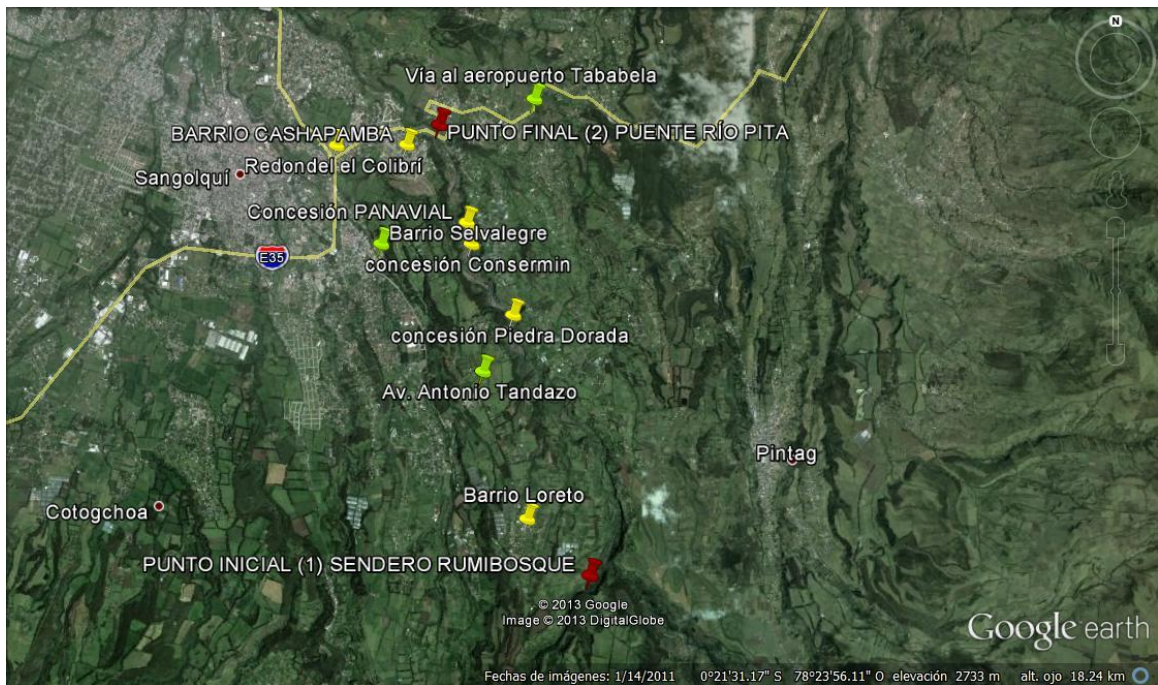 N
Vía al aeropuerto Tababela
BARRIO CASHAPAMBA
PUNTO FINAL (2) PUENTE RÍO PITA
Redondel el Colibrí
Sangolquí
Concesión PANAVIAL
Barrio Selvalegre
E35
concesión Consermin
concesión Piedra Dorada
Av. Antonio Tandazo
Pintag
Barrio Loreto
Cotogchoa
PUNTO INICIAL (1) SENDERO RUMIBOSQUE
, © 2013 Google
Image © 2013 DigitalGlobe
Google earth
Fechas de imágenes: 1/14/2011 0°21'31.17" S 78°23'56.11" O elevación 2733 m alt. ojo 18.24 km